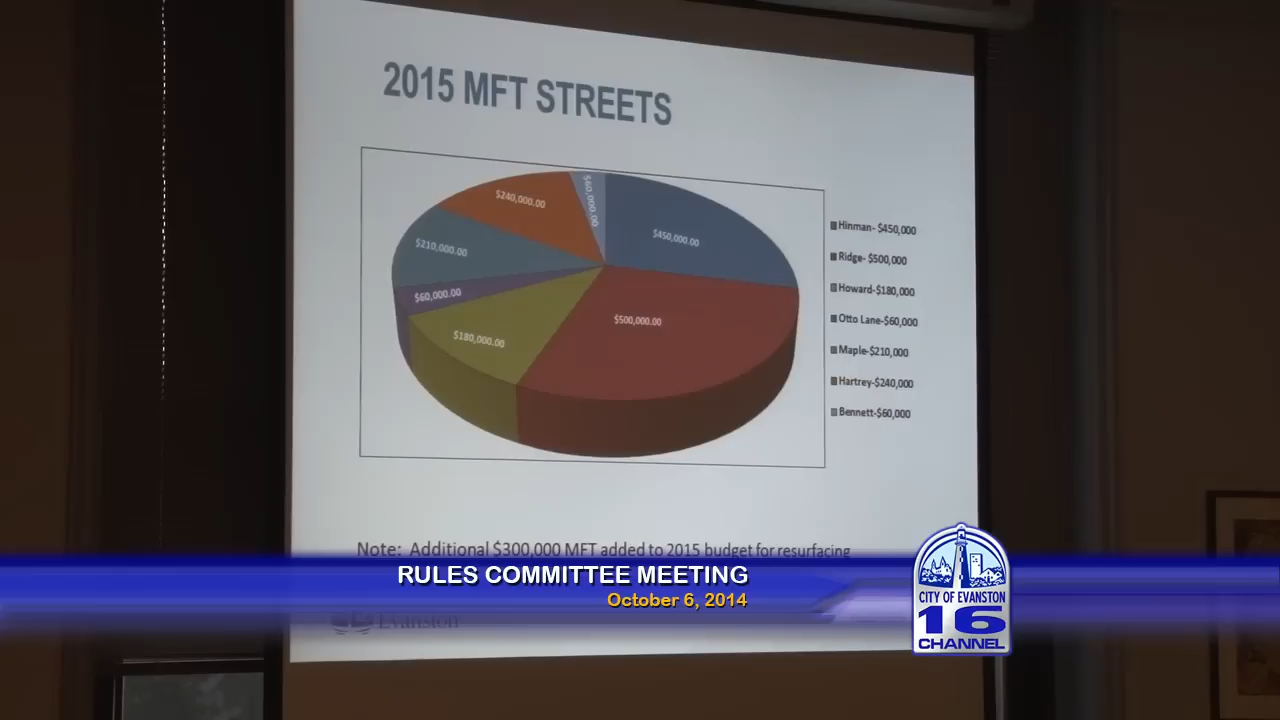 2015 MFT STREETS
$240,000.00
$60,000.00
$450,000.00
$210,000.00
$60,000.00
$500,000.00
$180,000.00
Hinman- $450,000
Ridge- $500,000
Howard-$180,000
Otto Lane-$60,000
Maple-$210,000
Hartrey-$240,000
Bennett-$60,000
Note: Additional $300,000 MFT added to 2015 budget for resurfacing
RULES COMMITTEE MEETING
October 6, 2014
Evanston
CITY OF EVANSTON
16
CHANNEL